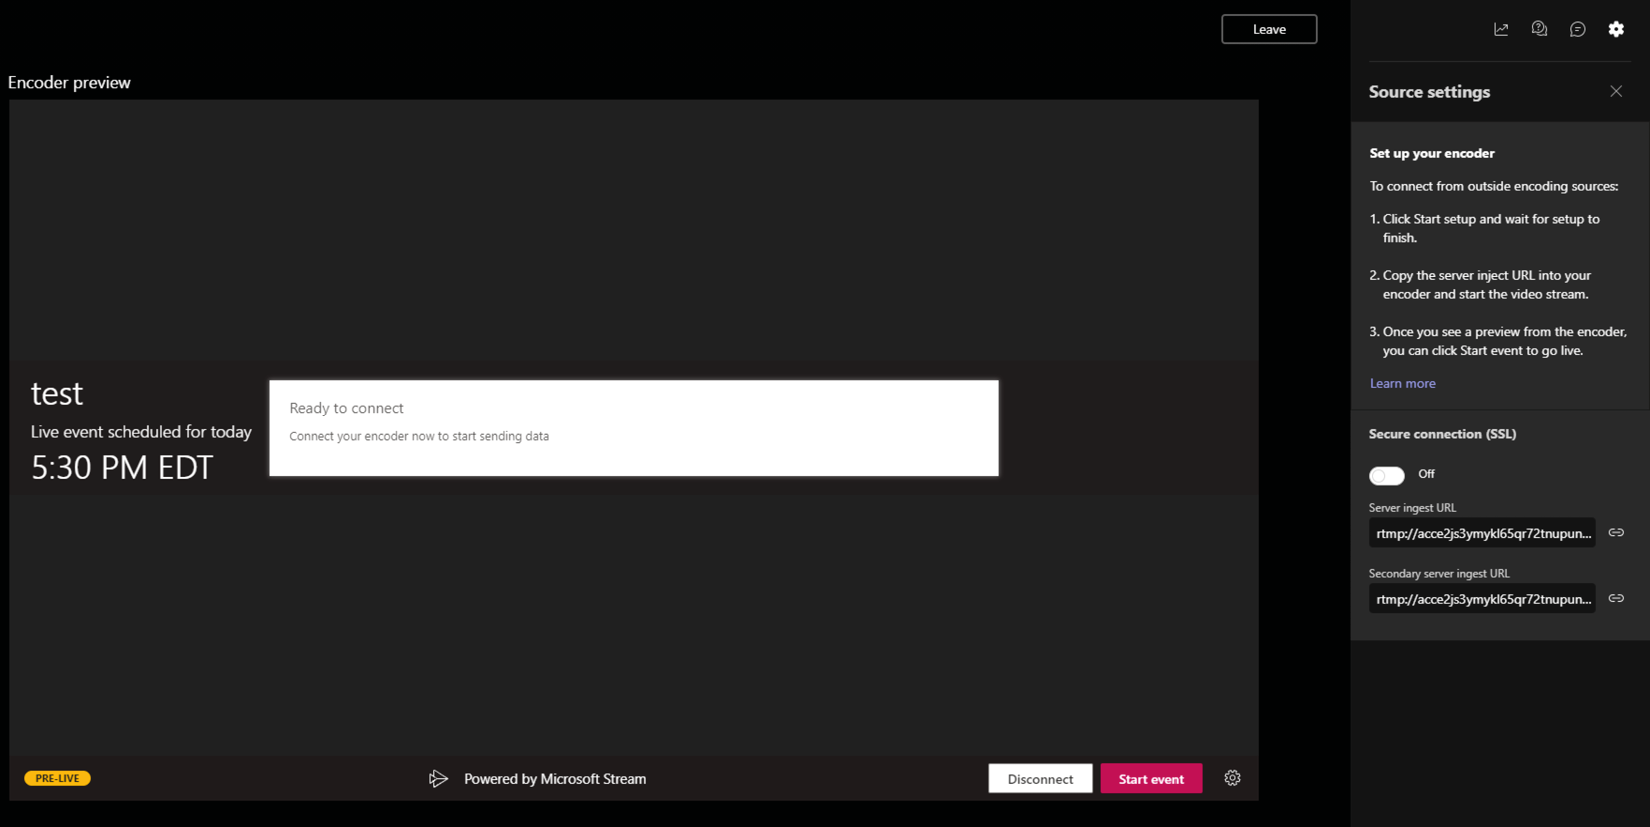 Leave
Encoder preview
test
Live event scheduled for today
5:30 PM EDT
Ready to connect
Connect your encoder now to start sending data
PRE-LIVE
Powered by Microsoft Stream
Disconnect
Start event
Source settings
Set up your encoder
To connect from outside encoding sources:
1. Click Start setup and wait for setup to
finish.
2. Copy the server inject URL into your
encoder and start the video stream.
3. Once you see a preview from the encoder,
you can click Start event to go live.
Learn more
Secure connection (SSL)
Off
Server ingest URL
rtmp://acce2js3ymykl65qr72tnupun...
Secondary server ingest URL
rtmp://acce2js3ymykl65qr72tnupun...